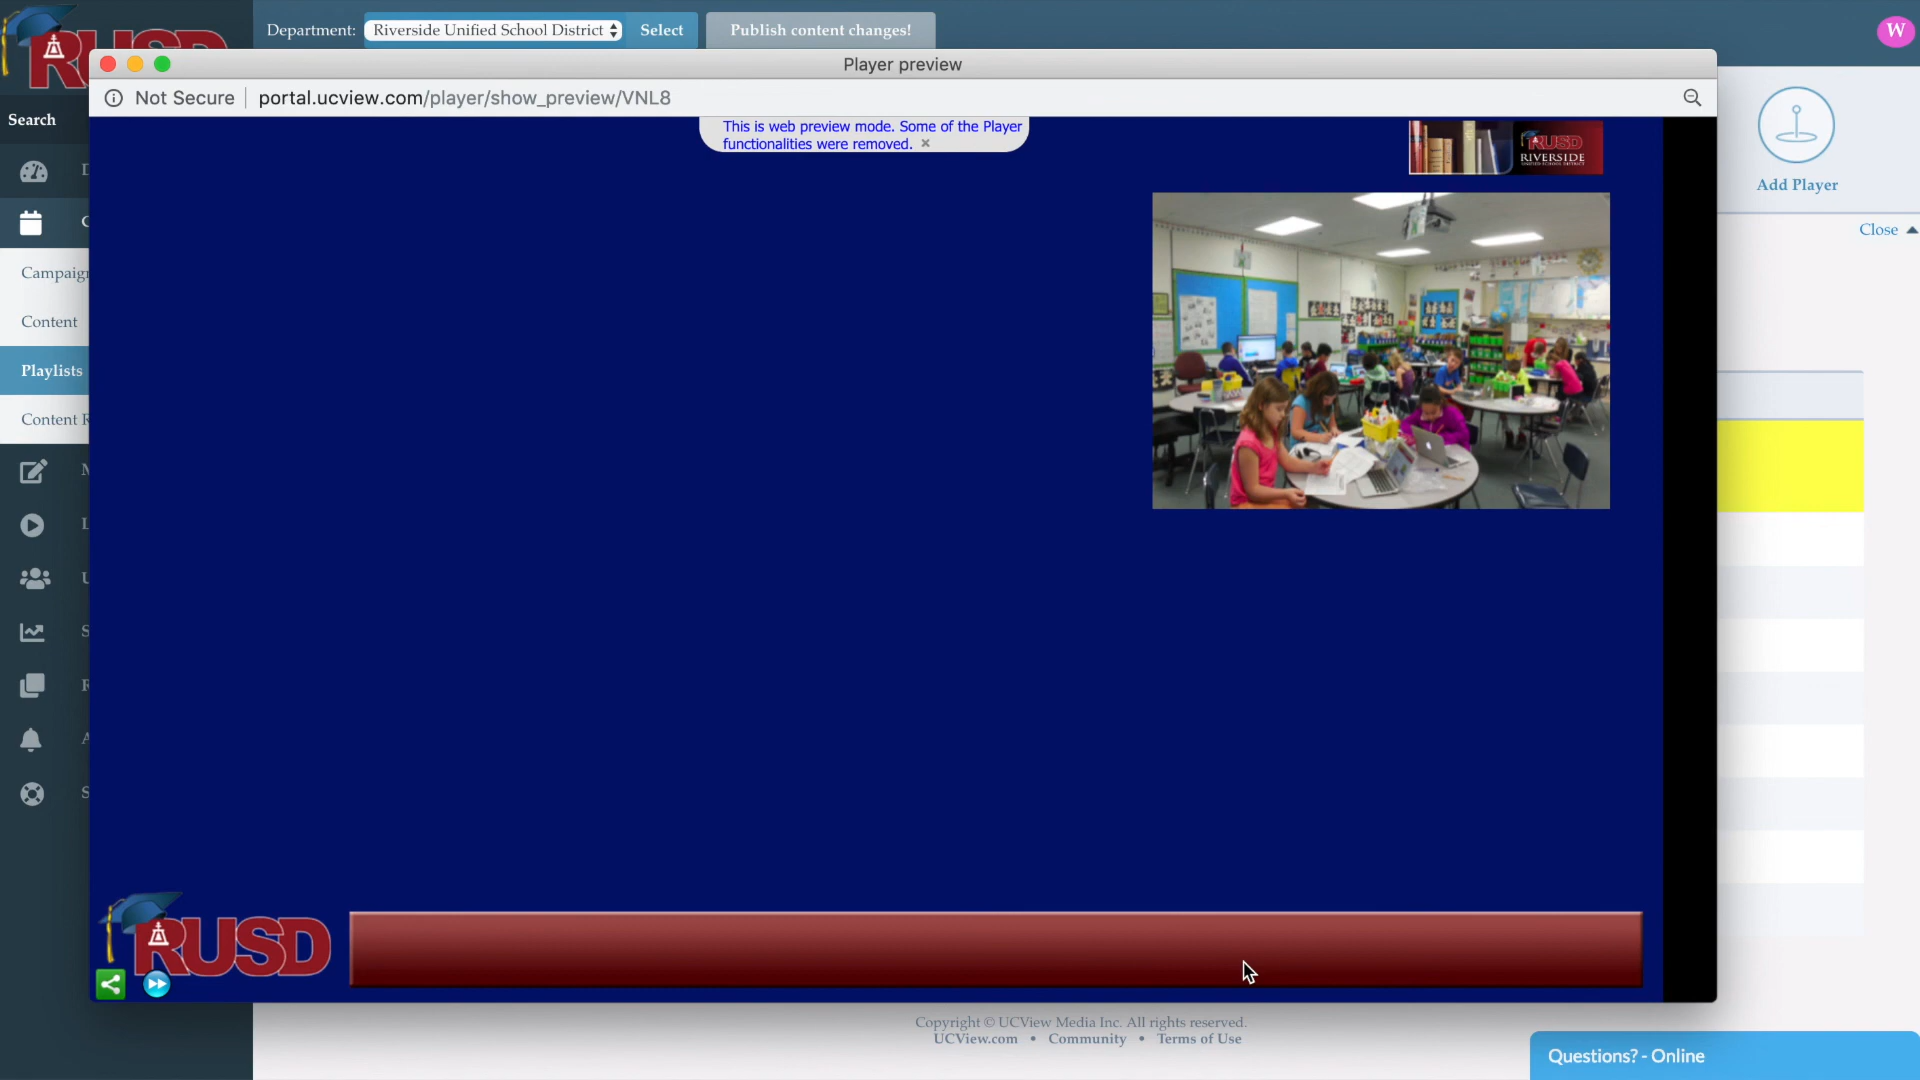 RUSD
Department:
Riverside Unified School District
Select
Publish content changes!
W
Player preview
Not Secure
portal.ucview.com/player/show_preview/VNL8
Search
This is web preview mode. Some of the Player
functionalities were removed. ×
RUSD
RIVERSIDE
Add Player
Close
Content
Playlists
RUSD
Copyright © UCView Media Inc. All rights reserved.
UCView.com • Community • Terms of Use
Questions? - Online